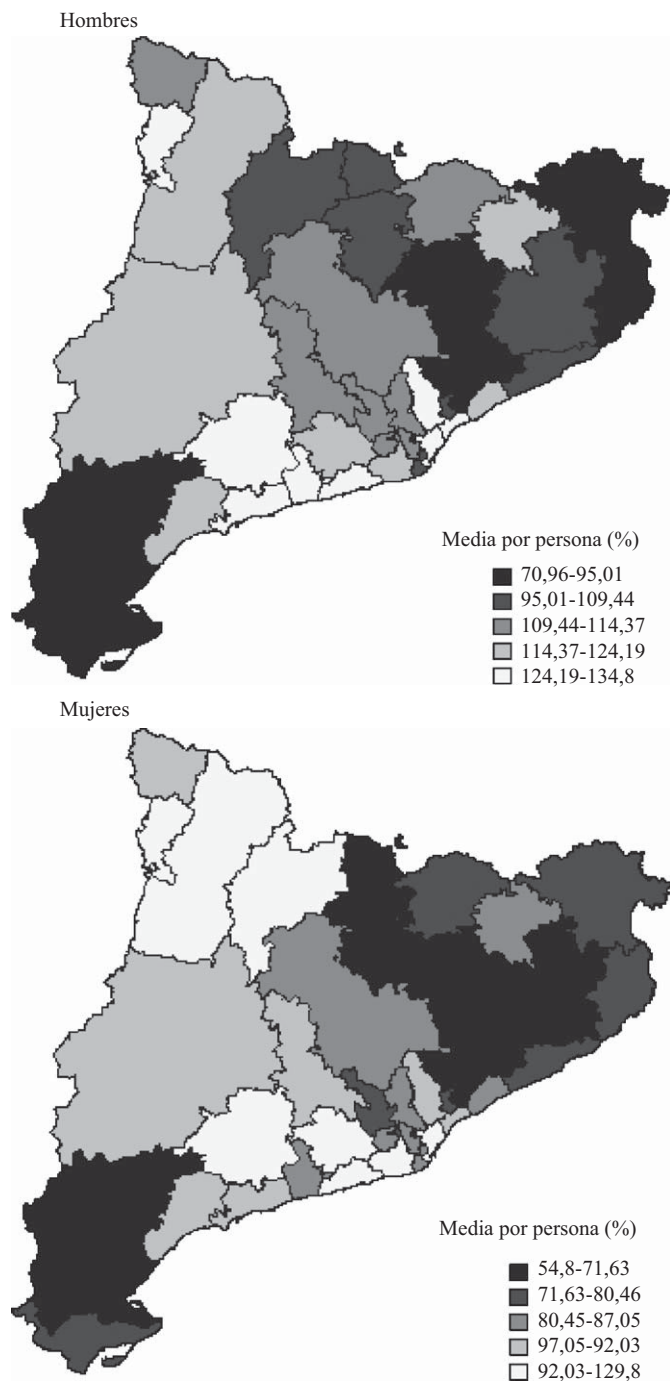 Hombres
Media por persona (%)
70,96-95,01
95,01-109,44
109,44-114,37
114,37-124,19
124,19-134,8
Mujeres
Media por persona (%)
54,8-71,63
71,63-80,46
80,45-87,05
97,05-92,03
92,03-129,8